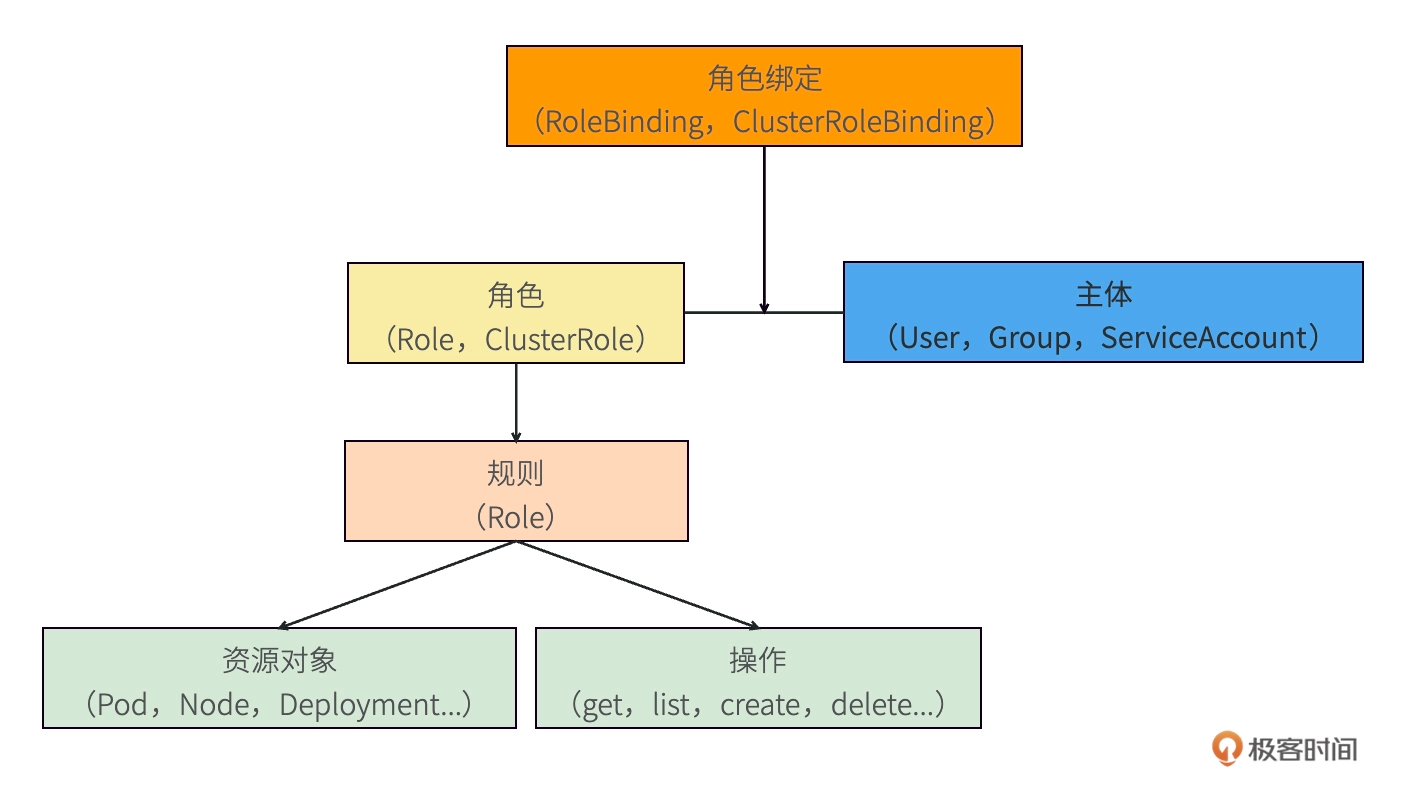 角色绑定
（RoleBinding，ClusterRoleBinding）
角色
（Role，ClusterRole）
主体
（User，Group，ServiceAccount）
规则
（Role）
资源对象
（Pod，Node，Deployment...）
操作
（get，list，create，delete...）
极客时间